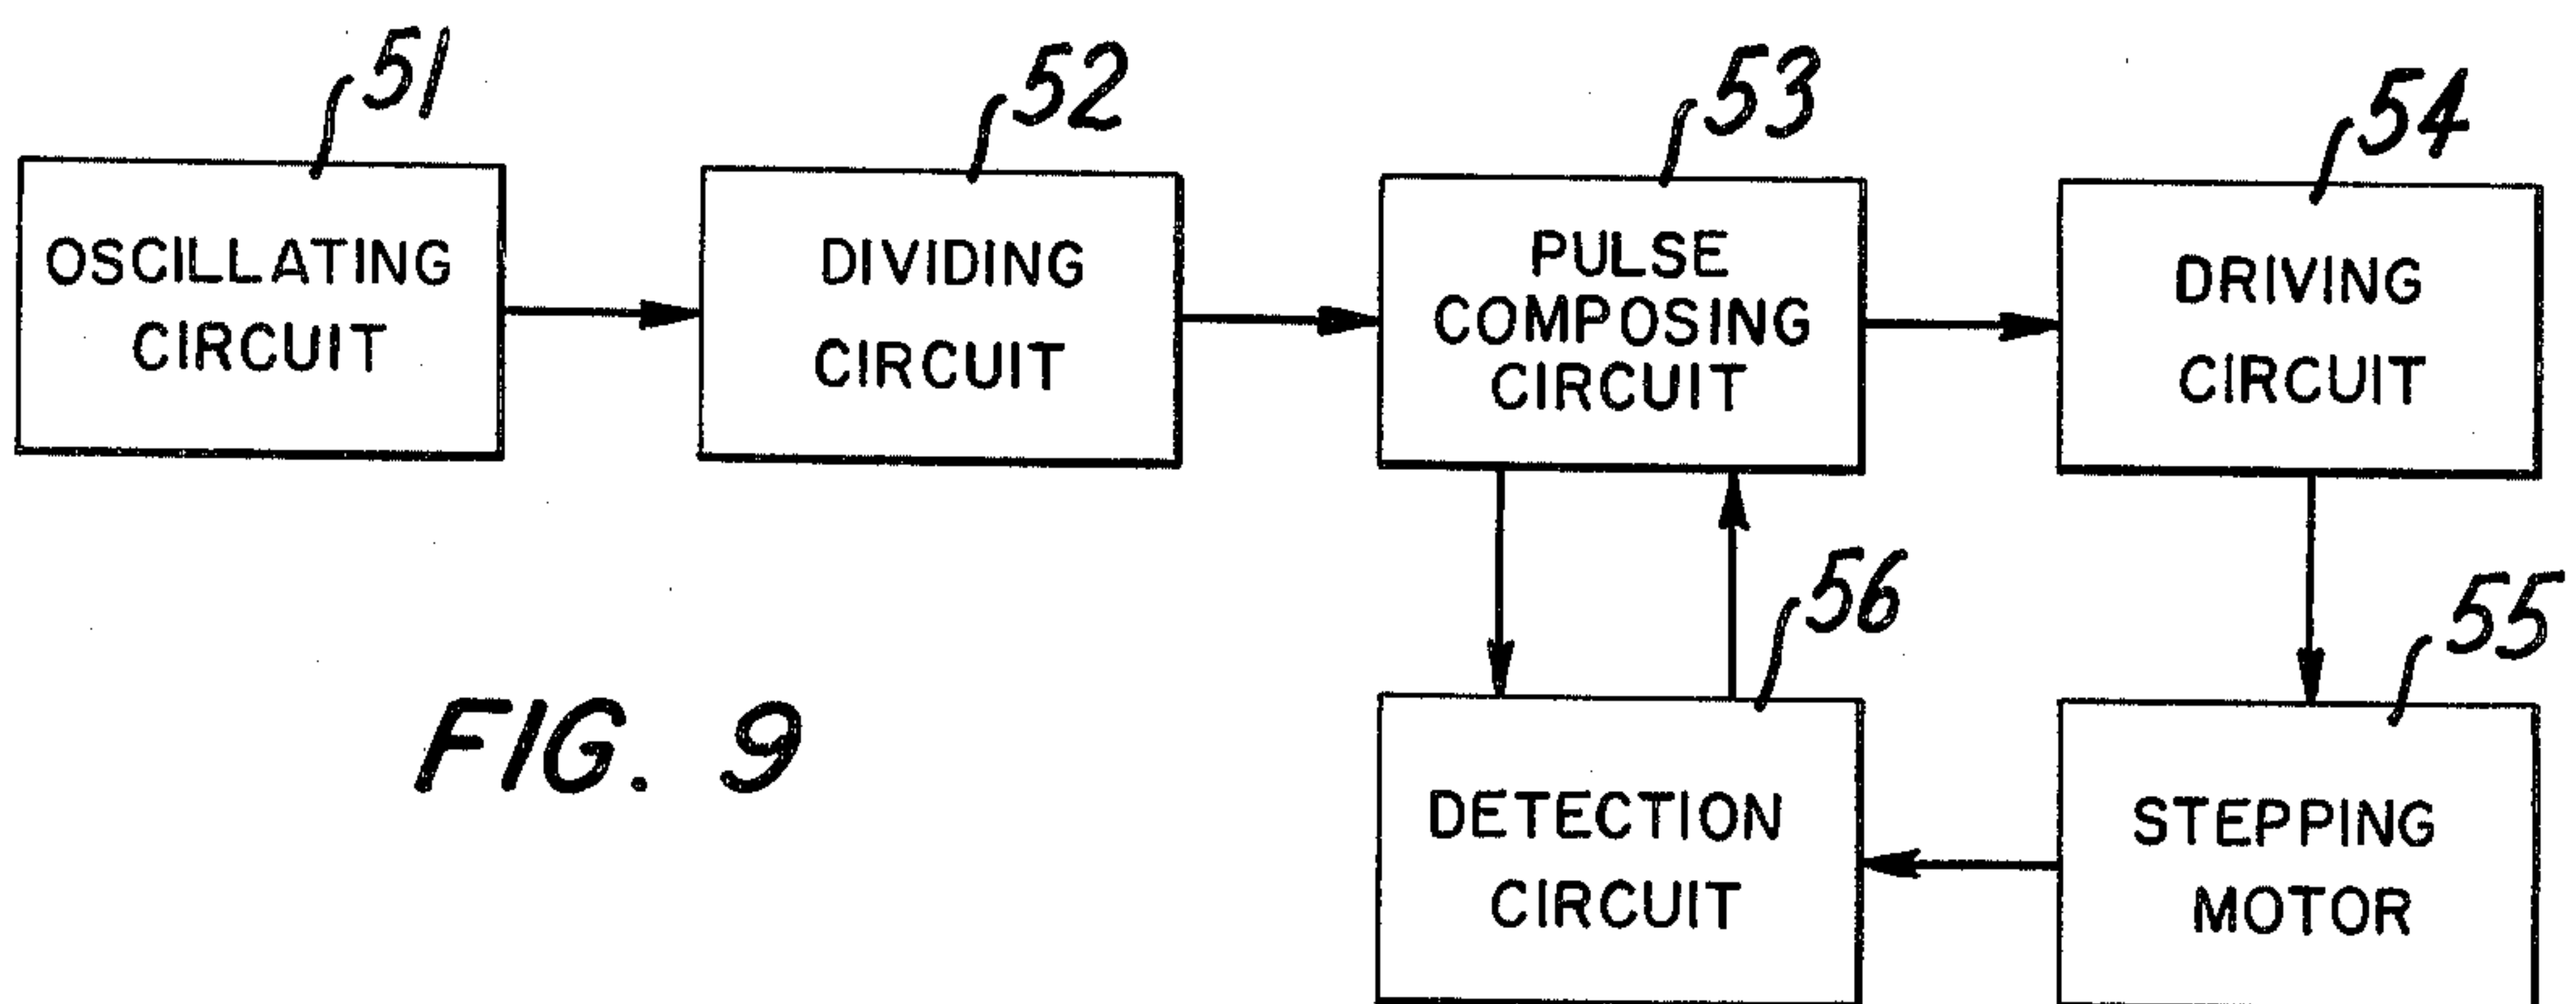 51
52
53
54
OSCILLATING
CIRCUIT
DIVIDING
CIRCUIT
PULSE
COMPOSING
CIRCUIT
DRIVING
CIRCUIT
56
55
FIG. 9
DETECTION
CIRCUIT
STEPPING
MOTOR